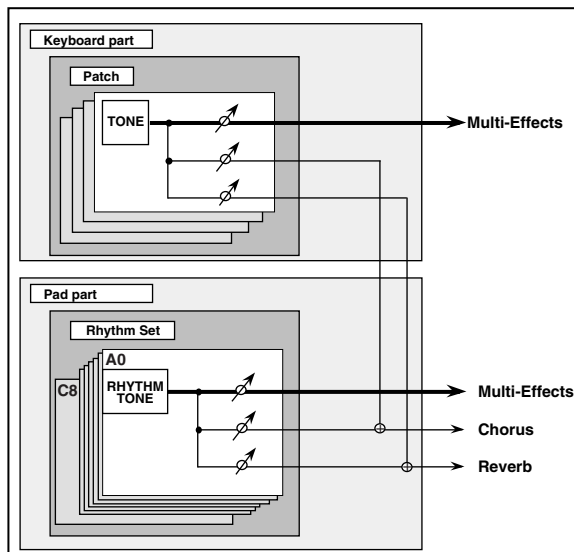 Keyboard part
Patch
TONE
Multi-Effects
Pad part
Rhythm Set
A0
C8
RHYTHM
TONE
Multi-Effects
Chorus
Reverb